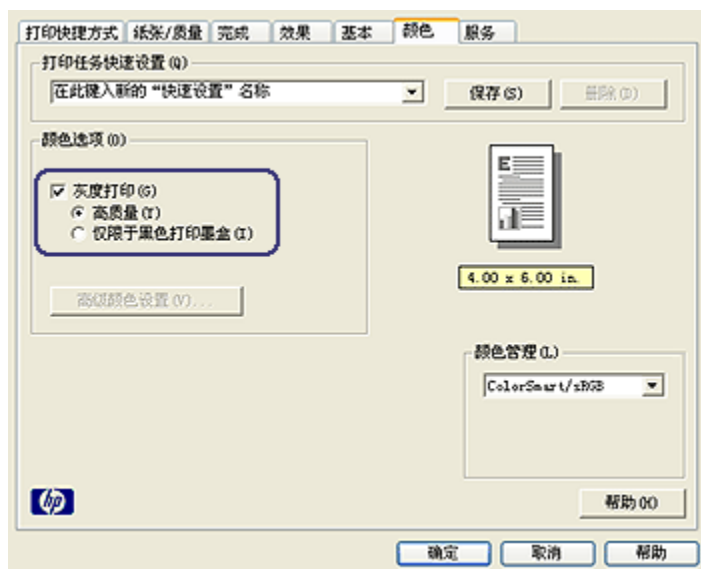 打印快捷方式 纸张/质量 完成 效果 基本 颜色 服务
打印任务快速设置(Q)
在此键入新的“快速设置”名称
保存(S) 删除(D)
颜色选项(O)
灰度打印(G)
高质量(Y)
仅限于黑色打印墨盒(I)
高级颜色设置(V)...
E
4.00 x 6.00 in.
颜色管理(L)
ColorSmart/sRGB
hp
帮助(H)
确定 取消 帮助